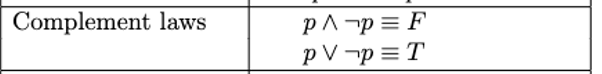 Complement laws p ∧ ¬p ≡ F
p ∨ ¬p ≡ T